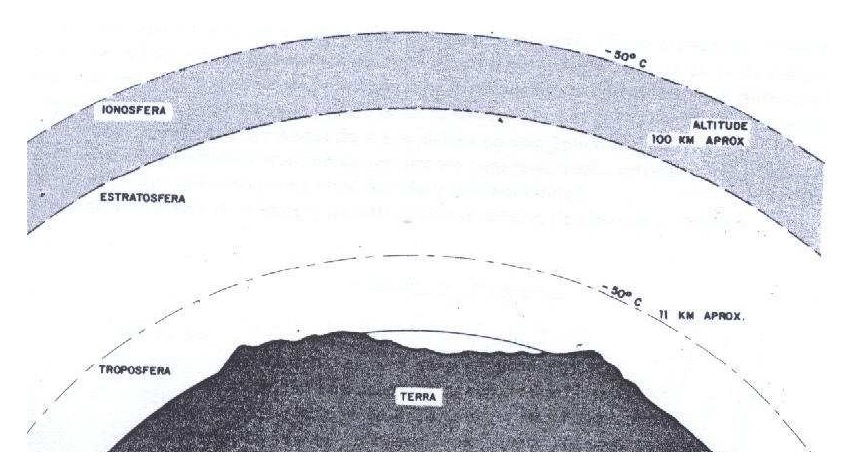 -50° C
IONOSFERA
ALTITUDE
100 KM APROX
ESTRATOSFERA
-50° C
11 KM APROX.
TROPOSFERA
TERRA